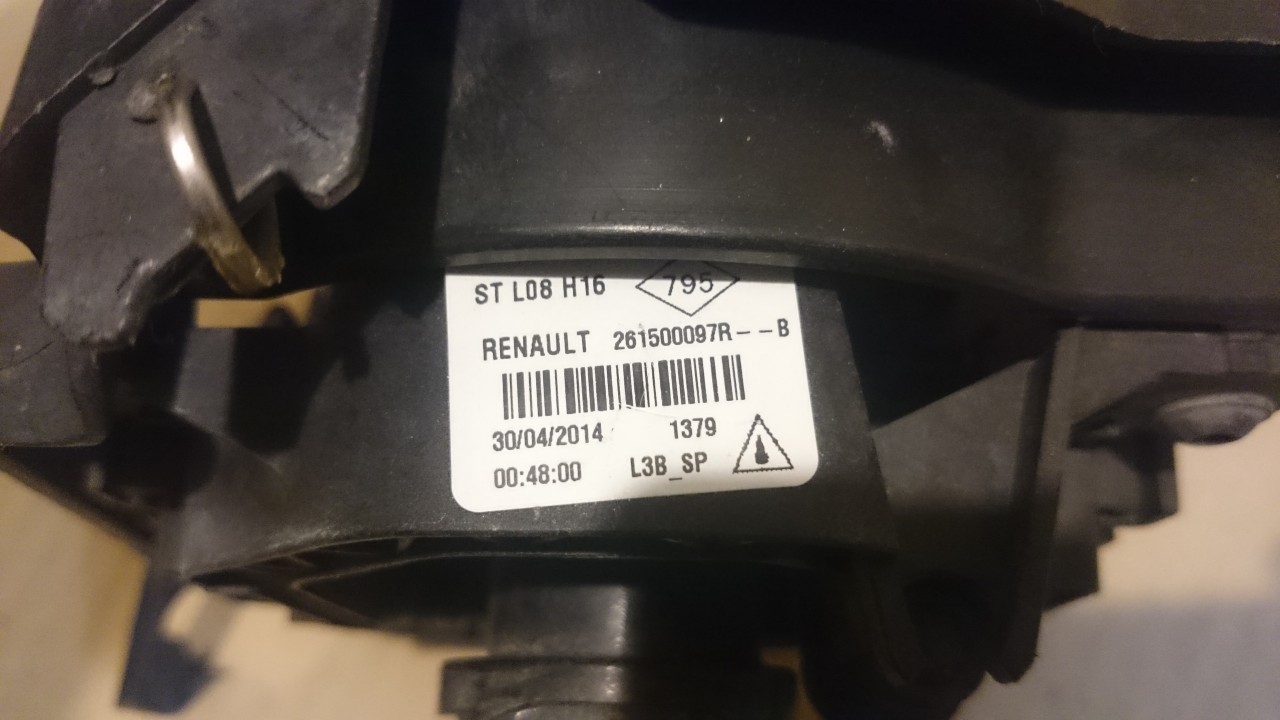 ST L08 H16 795
RENAULT 261500097R--B
30/04/2014 1379
00:48:00 L3B_SP